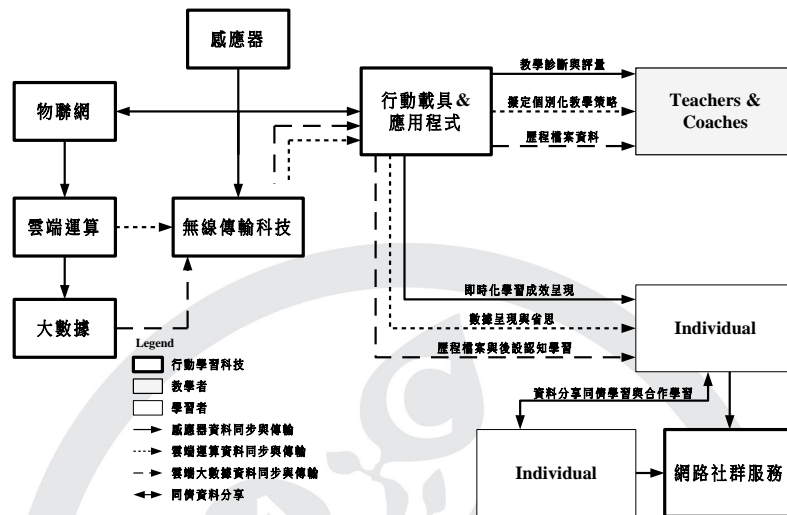 感應器
教學診斷與評量
物聯網
行動載具&
應用程式
擬定個別化教學策略
Teachers &
Coaches
歷程檔案資料
雲端運算
無線傳輸科技
即時化學習成效呈現
大數據
數據呈現與省思
Individual
歷程檔案與後設認知學習
Legend
行動學習科技
教學者
資料分享同儕學習與合作學習
學習者
感應器資料同步與傳輸
雲端運算資料同步與傳輸
雲端大數據資料同步與傳輸
同儕資料分享
Individual
網路社群服務
C